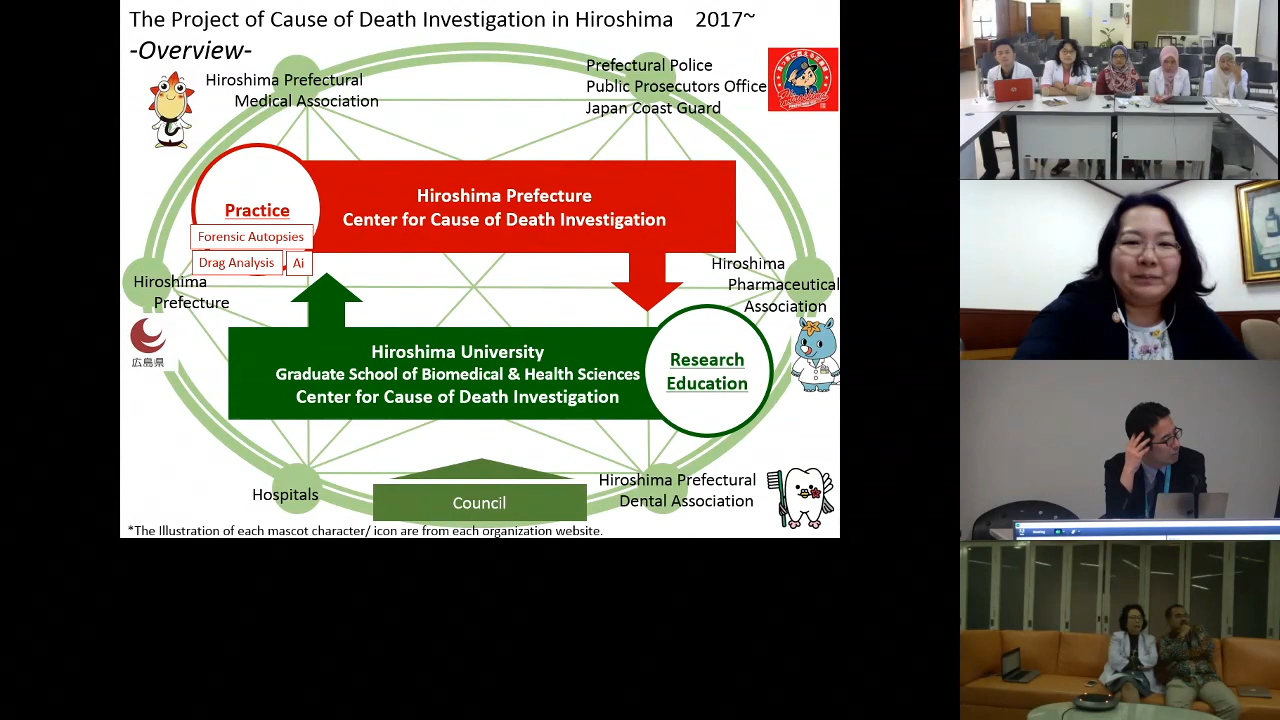 The Project of Cause of Death Investigation in Hiroshima 2017~
-Overview-
Hiroshima Prefectural
Medical Association
Prefectural Police
Public Prosecutors Office
Japan Coast Guard
Hiroshima
Practice
Forensic Autopsies
Drag Analysis
Ai
Hiroshima Prefecture
Center for Cause of Death Investigation
Hiroshima
Prefecture
広島県
Hiroshima
Pharmaceutical
Association
Hiroshima University
Graduate School of Biomedical & Health Sciences
Center for Cause of Death Investigation
Research
Education
Hospitals
Council
Hiroshima Prefectural
Dental Association
*The Illustration of each mascot character/ icon are from each organization website.